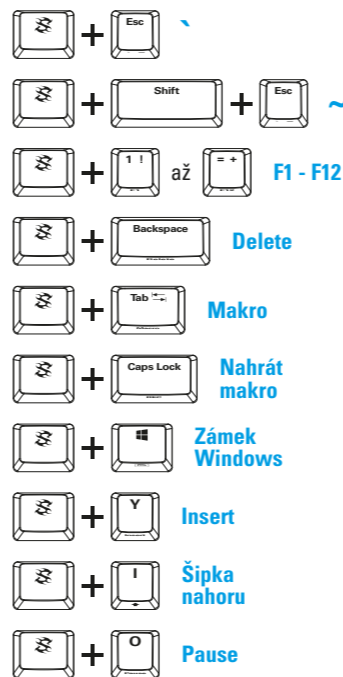 + Esc `
+ Shift + Esc ~
+ 1 ! až = + F1 - F12
+ Backspace Delete
+ Tab Makro
+ Caps Lock Nahrát
makro
+ Zámek
Windows
+ Y Insert
+ I Šipka
nahoru
+ O Pause